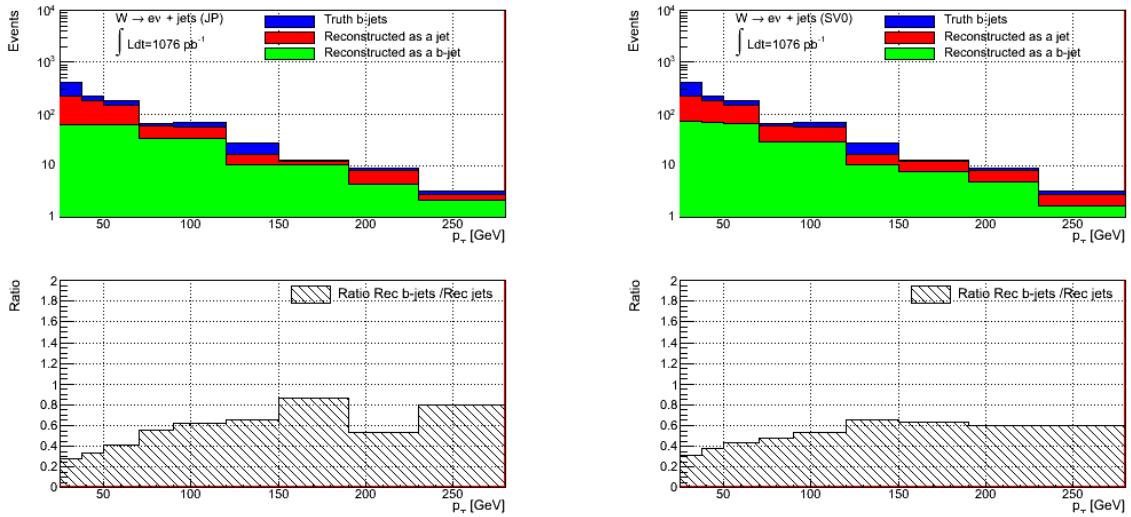 Events
10⁴
10³
10²
10
1
W → eν + jets (JP)
∫ Ldt=1076 pb⁻¹
Truth b-jets
Reconstructed as a jet
Reconstructed as a b-jet
50 100 150 200 250
p_T [GeV]
Events
10⁴
10³
10²
10
1
W → eν + jets (SV0)
∫ Ldt=1076 pb⁻¹
Truth b-jets
Reconstructed as a jet
Reconstructed as a b-jet
50 100 150 200 250
p_T [GeV]
Ratio
2
1.8
1.6
1.4
1.2
1
0.8
0.6
0.4
0.2
0
Ratio Rec b-jets /Rec jets
50 100 150 200 250
p_T [GeV]
Ratio
2
1.8
1.6
1.4
1.2
1
0.8
0.6
0.4
0.2
0
Ratio Rec b-jets /Rec jets
50 100 150 200 250
p_T [GeV]